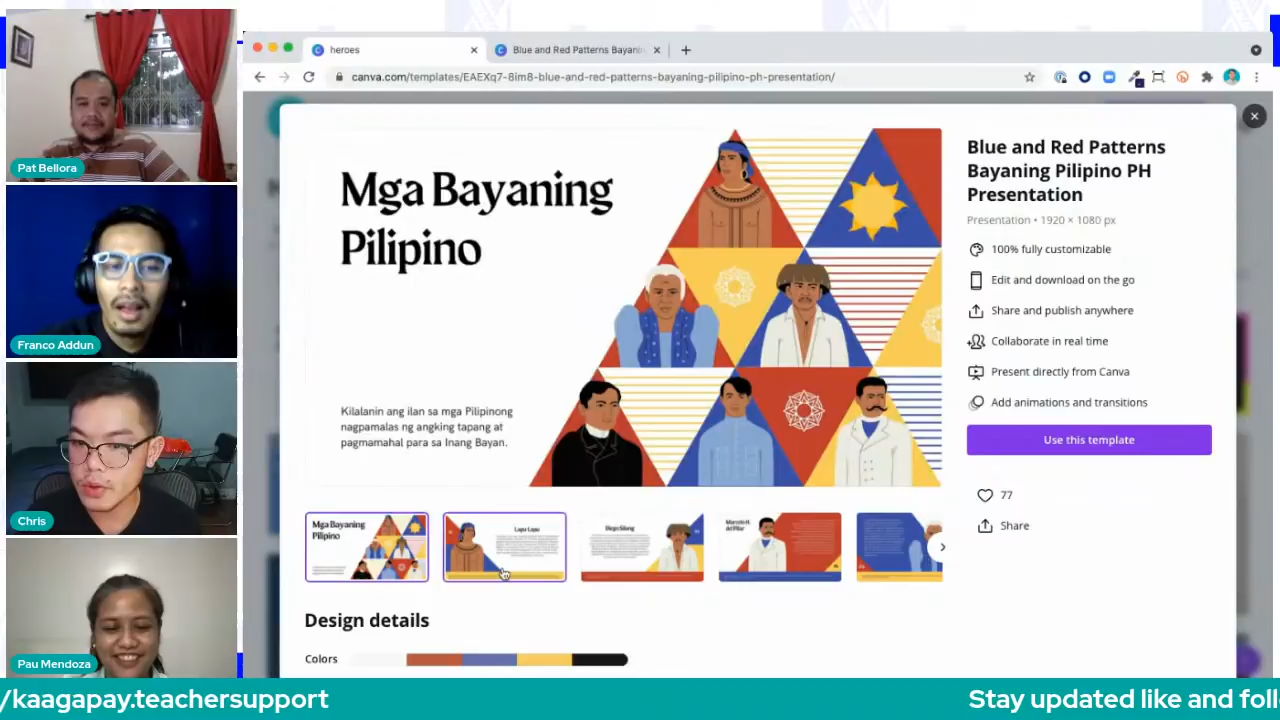 Pat Bellora
Franco Addun
Chris
Pau Mendoza
heroes
Blue and Red Patterns Bayanin
canva.com/templates/EAEXq7-8im8-blue-and-red-patterns-bayaning-pilipino-ph-presentation/
Mga Bayaning
Pilipino
Kilalanin ang ilan sa mga Pilipinong
nagpamalas ng angking tapang at
pagmamahal para sa Inang Bayan.
Blue and Red Patterns
Bayaning Pilipino PH
Presentation
Presentation • 1920 × 1080 px
100% fully customizable
Edit and download on the go
Share and publish anywhere
Collaborate in real time
Present directly from Canva
Add animations and transitions
Use this template
77
Share
Mga Bayaning
Pilipino
Lapu Lapu
Diego Silang
Marcelo H.
del Pilar
Design details
Colors
/kaagapay.teachersupport
Stay updated like and foll